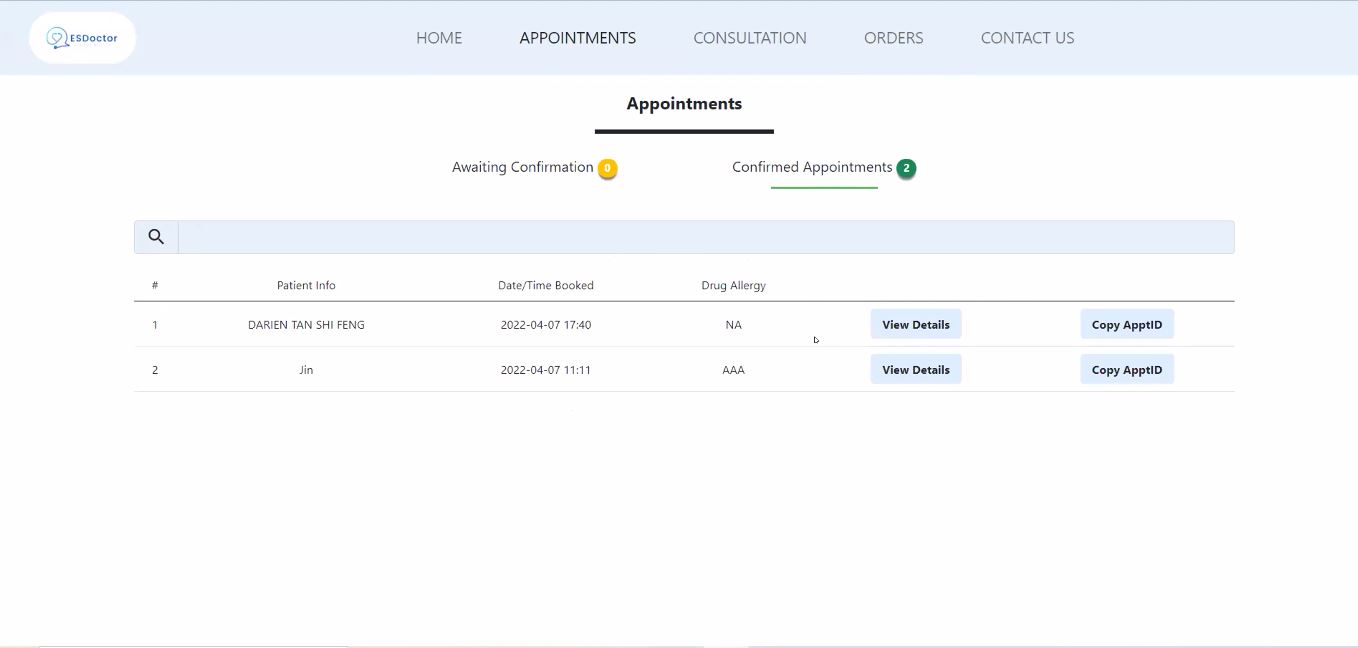 ESDoctor HOME APPOINTMENTS CONSULTATION ORDERS CONTACT US
Appointments
Awaiting Confirmation 0 Confirmed Appointments 2
# Patient Info Date/Time Booked Drug Allergy
1 DARIEN TAN SHI FENG 2022-04-07 17:40 NA View Details Copy ApptID
2 Jin 2022-04-07 11:11 AAA View Details Copy ApptID